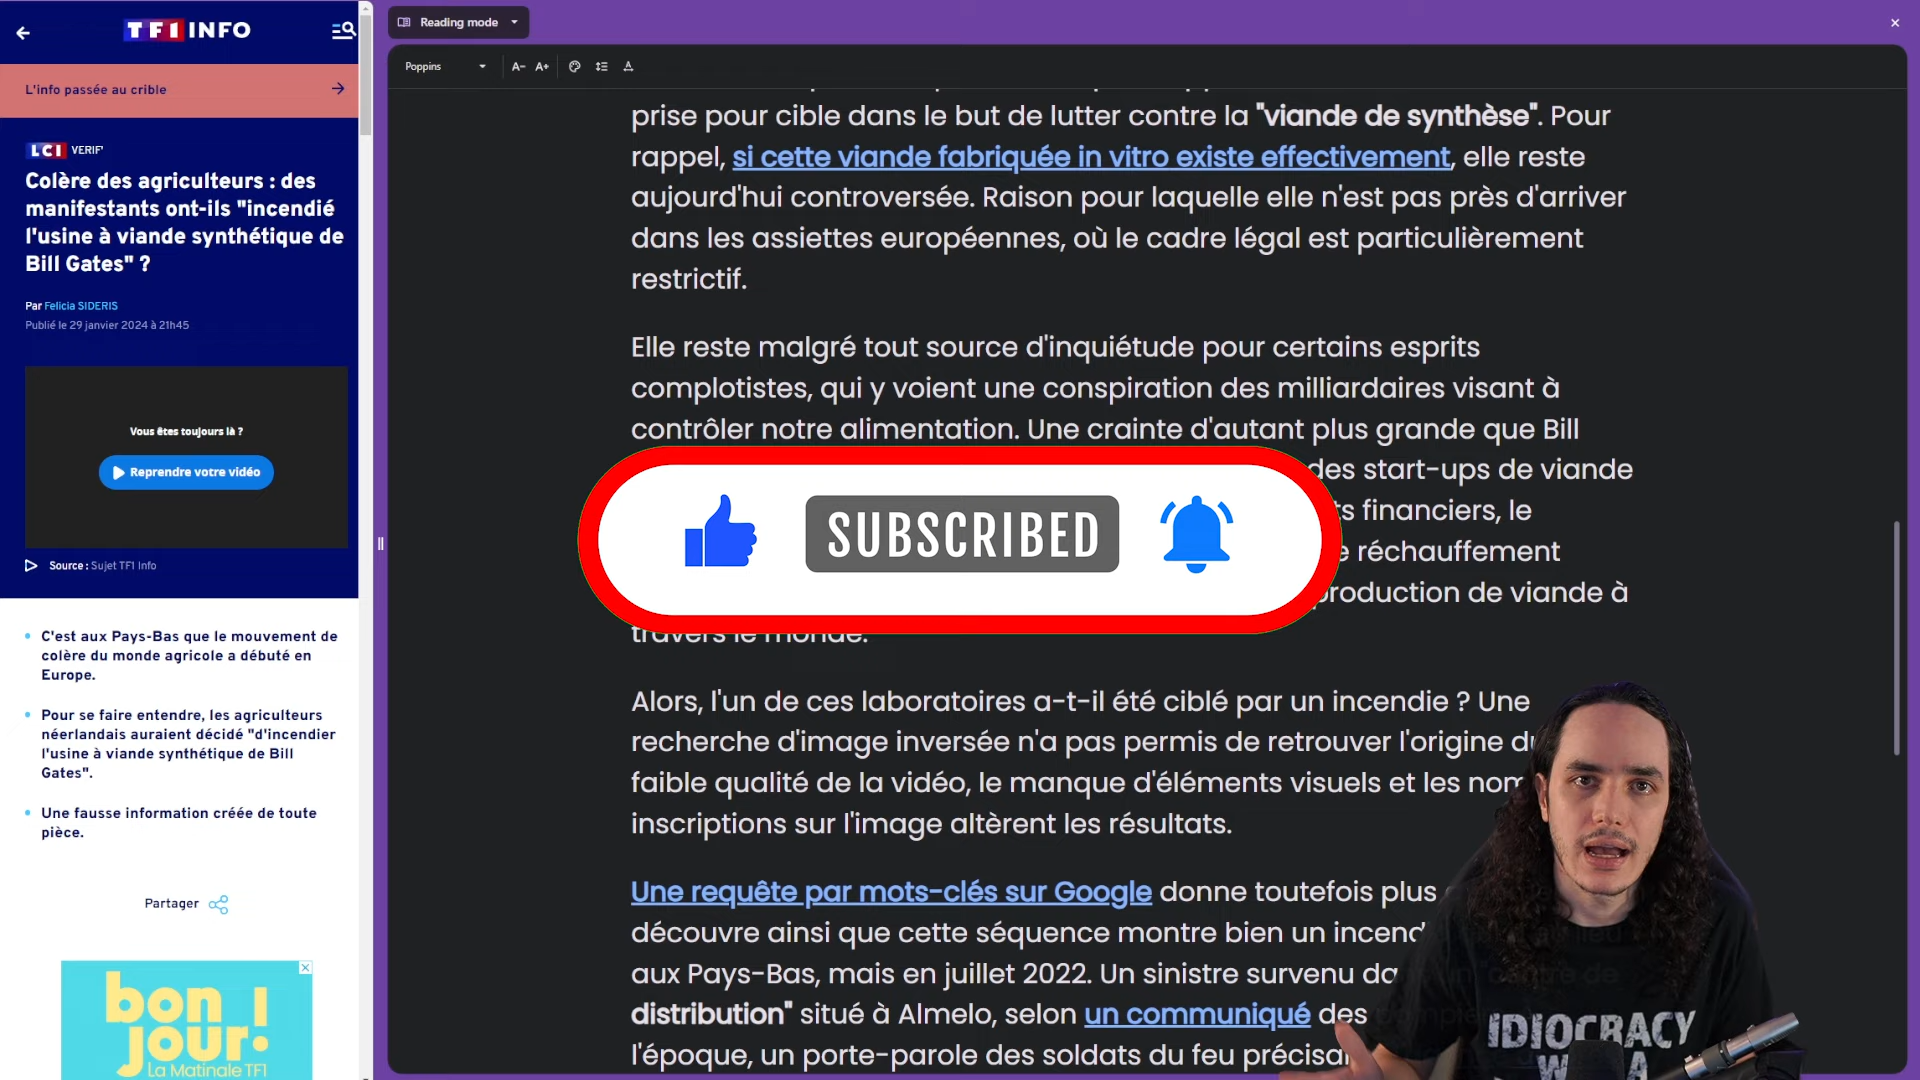 TF1 INFO
L'info passée au crible
LCI VERIF'
Colère des agriculteurs : des
manifestants ont-ils "incendié
l'usine à viande synthétique de
Bill Gates" ?
Par Felicia SIDERIS
Publié le 29 janvier 2024 à 21h45
Vous êtes toujours là ?
Reprendre votre vidéo
Source : Sujet TF1 Info
C'est aux Pays-Bas que le mouvement de
colère du monde agricole a débuté en
Europe.
Pour se faire entendre, les agriculteurs
néerlandais auraient décidé "d'incendier
l'usine à viande synthétique de Bill
Gates".
Une fausse information créée de toute
pièce.
Partager
bon
jour!
La Matinale TF1
Reading mode
Poppins
A- A+
prise pour cible dans le but de lutter contre la "viande de synthèse". Pour
rappel, si cette viande fabriquée in vitro existe effectivement, elle reste
aujourd'hui controversée. Raison pour laquelle elle n'est pas près d'arriver
dans les assiettes européennes, où le cadre légal est particulièrement
restrictif.
Elle reste malgré tout source d'inquiétude pour certains esprits
complotistes, qui y voient une conspiration des milliardaires visant à
contrôler notre alimentation. Une crainte d'autant plus grande que Bill
des start-ups de viande
financiers, le
réchauffement
production de viande à
travers le monde.
SUBSCRIBED
Alors, l'un de ces laboratoires a-t-il été ciblé par un incendie ? Une
recherche d'image inversée n'a pas permis de retrouver l'origine
faible qualité de la vidéo, le manque d'éléments visuels et les
inscriptions sur l'image altèrent les résultats.
Une requête par mots-clés sur Google donne toutefois plus
découvre ainsi que cette séquence montre bien un
aux Pays-Bas, mais en juillet 2022. Un sinistre survenu
distribution" situé à Almelo, selon un communiqué des
l'époque, un porte-parole des soldats du feu
IDIOCRACY